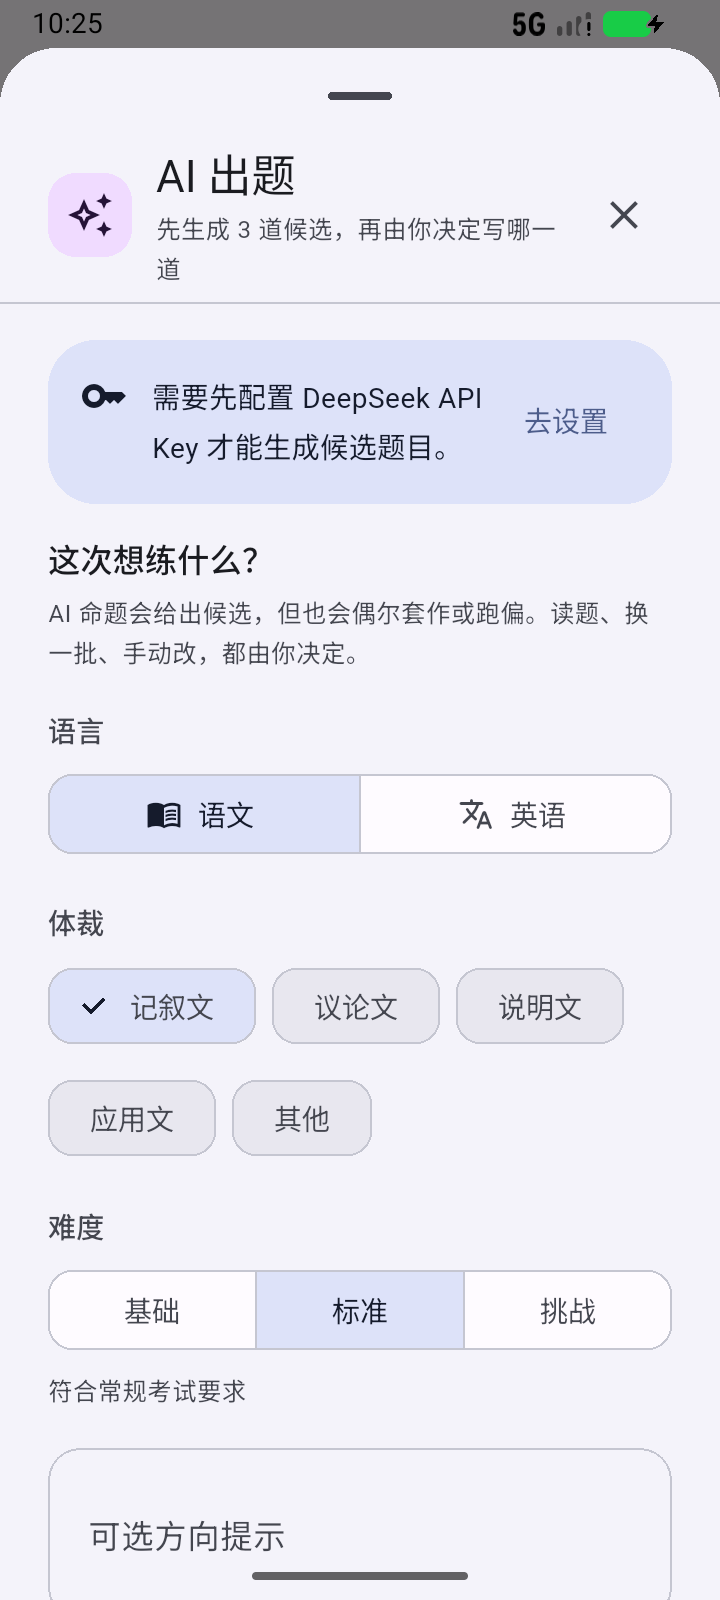 10:25
5G
AI 出题
先生成 3 道候选，再由你决定写哪一
道
需要先配置 DeepSeek API
Key 才能生成候选题目。
去设置
这次想练什么？
AI 命题会给出候选，但也会偶尔套作或跑偏。读题、换
一批、手动改，都由你决定。
语言
语文
英语
体裁
记叙文
议论文
说明文
应用文
其他
难度
基础
标准
挑战
符合常规考试要求
可选方向提示